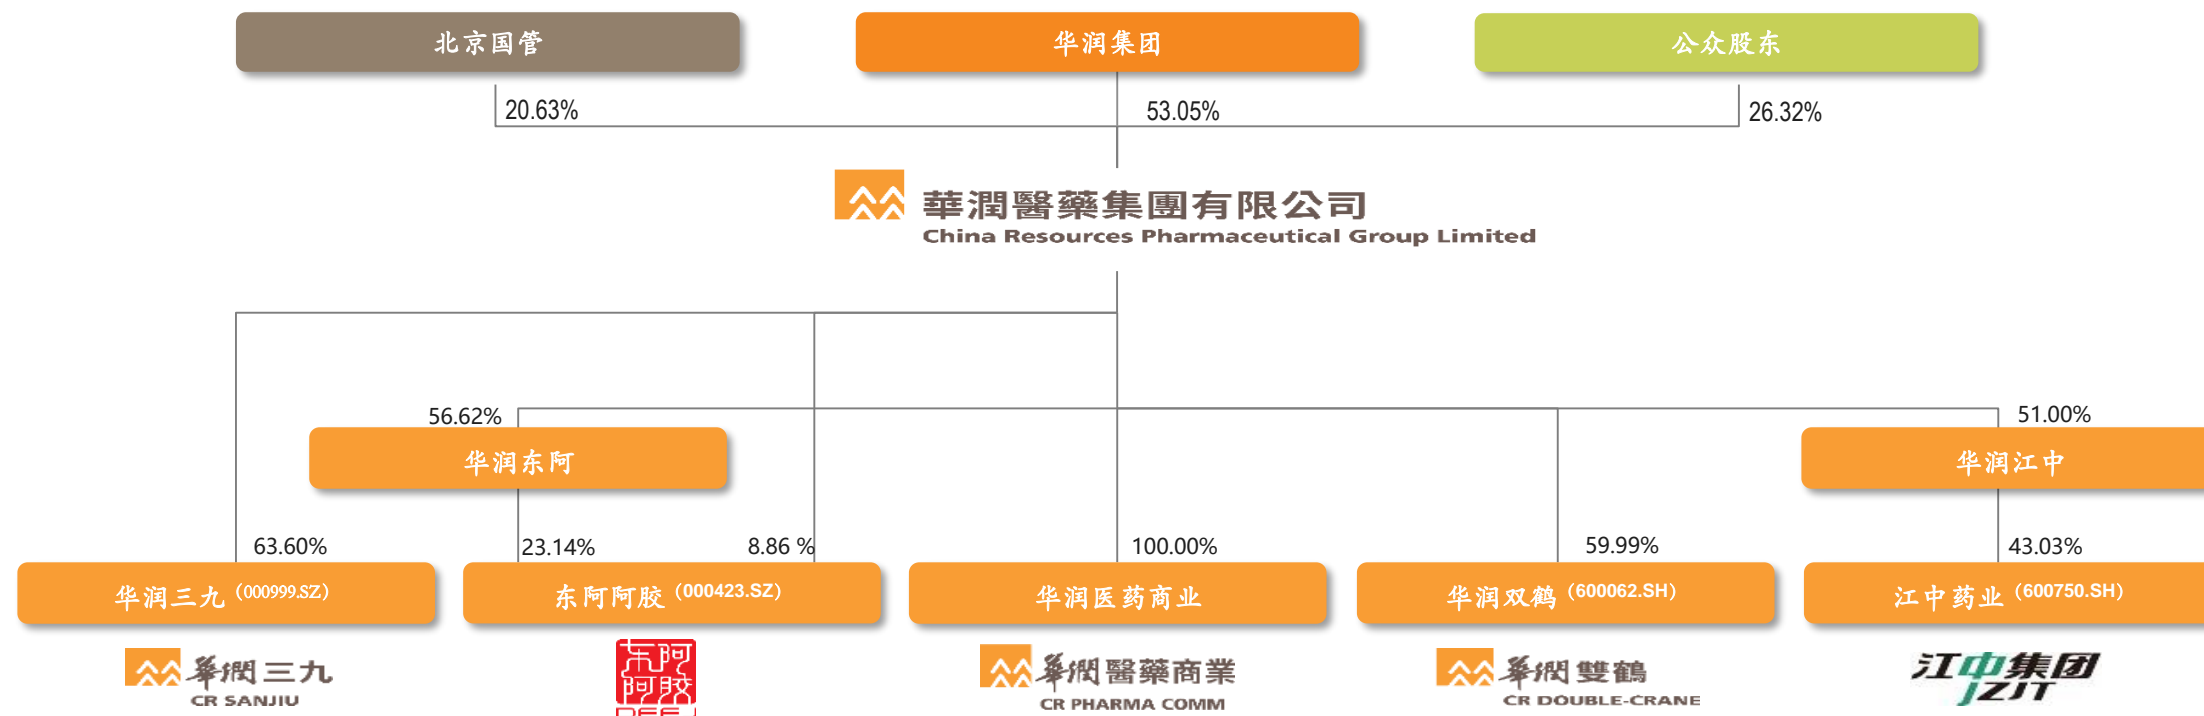 北京国管
华润集团
公众股东
20.63%
53.05%
26.32%
華潤醫藥集團有限公司
China Resources Pharmaceutical Group Limited
56.62%
51.00%
华润东阿
华润江中
63.60%
23.14%
8.86 %
100.00%
59.99%
43.03%
华润三九（000999.SZ）
东阿阿胶（000423.SZ）
华润医药商业
华润双鹤（600062.SH）
江中药业（600750.SH）
華潤三九
CR SANJIU
东阿
阿胶
華潤醫藥商業
CR PHARMA COMM
華潤雙鶴
CR DOUBLE-CRANE
江中集团
JZJT